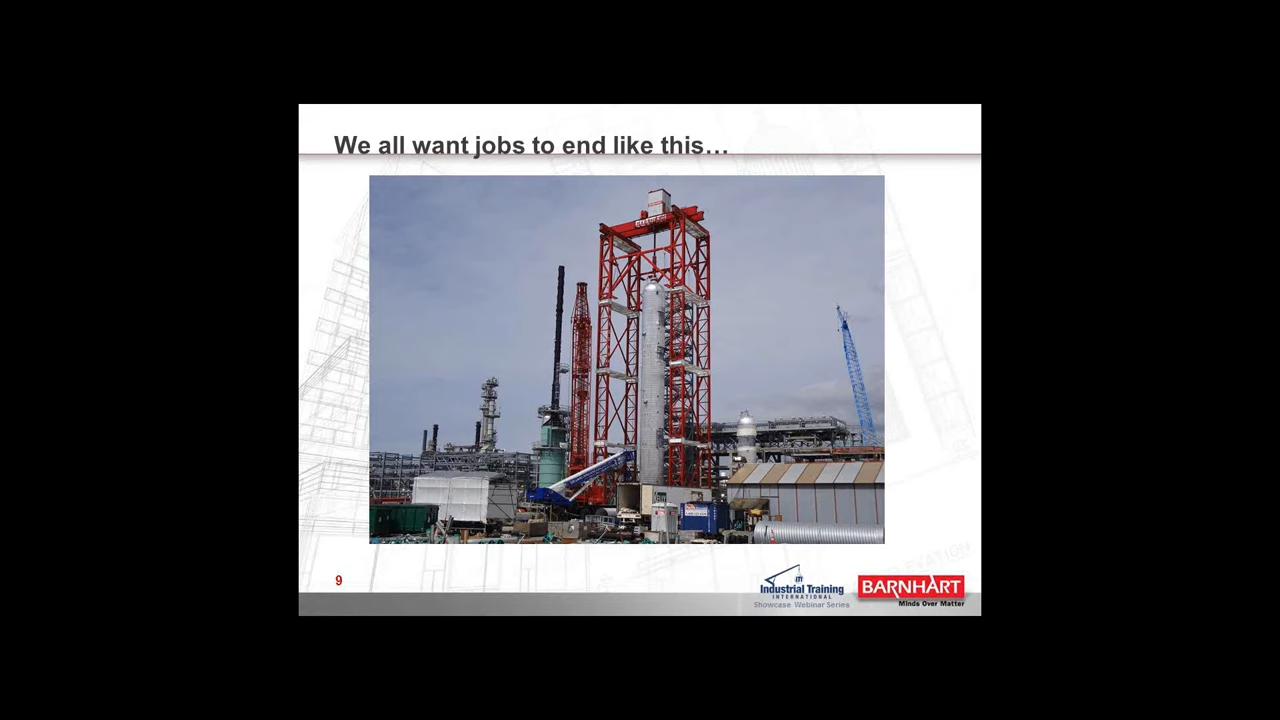 We all want jobs to end like this…
9
Industrial Training
INTERNATIONAL
Showcase Webinar Series
BARNHART
Minds Over Matter